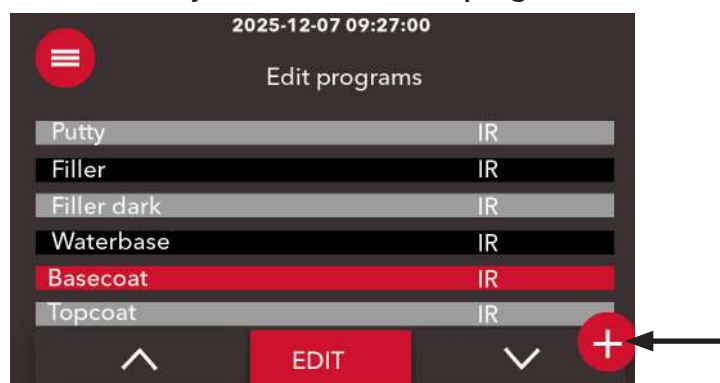 2025-12-07 09:27:00
Edit programs
Putty IR
Filler IR
Filler dark IR
Waterbase IR
Basecoat IR
Topcoat IR
EDIT
+